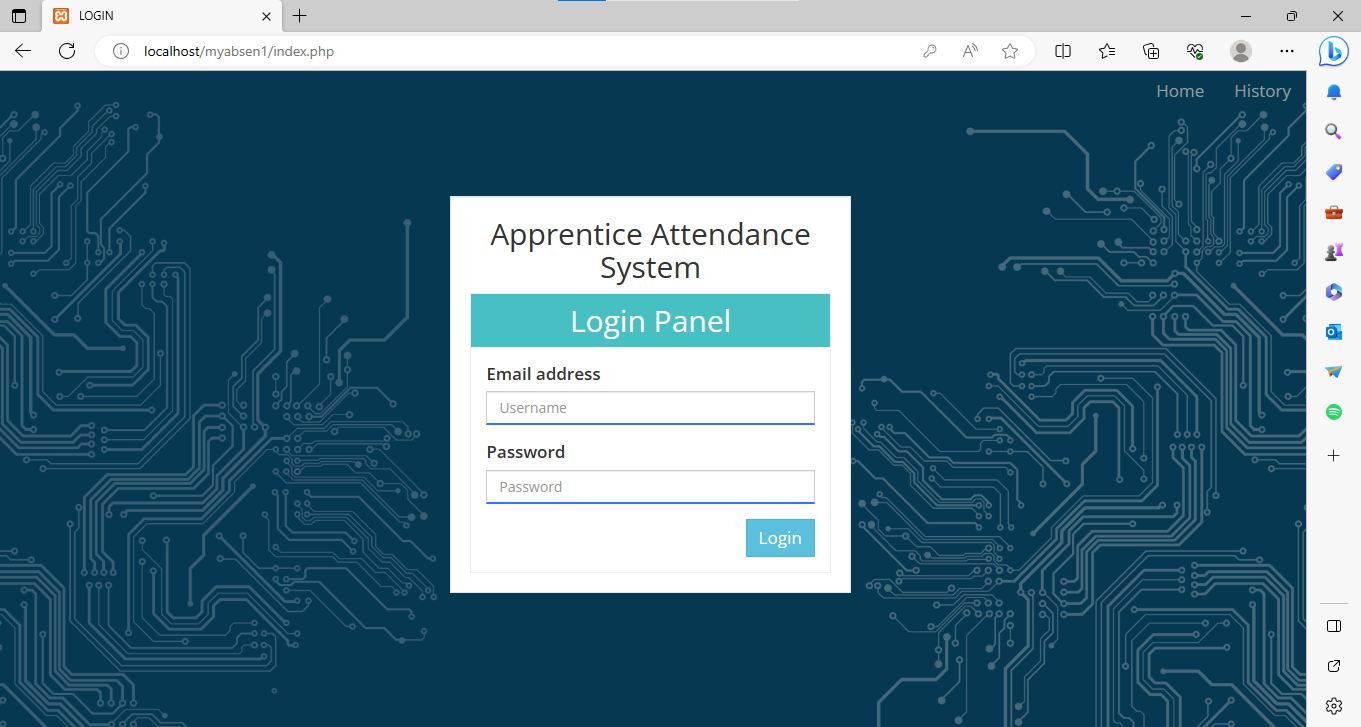 LOGIN
localhost/myabsen1/index.php
Home History
Apprentice Attendance
System
Login Panel
Email address
Username
Password
Password
Login